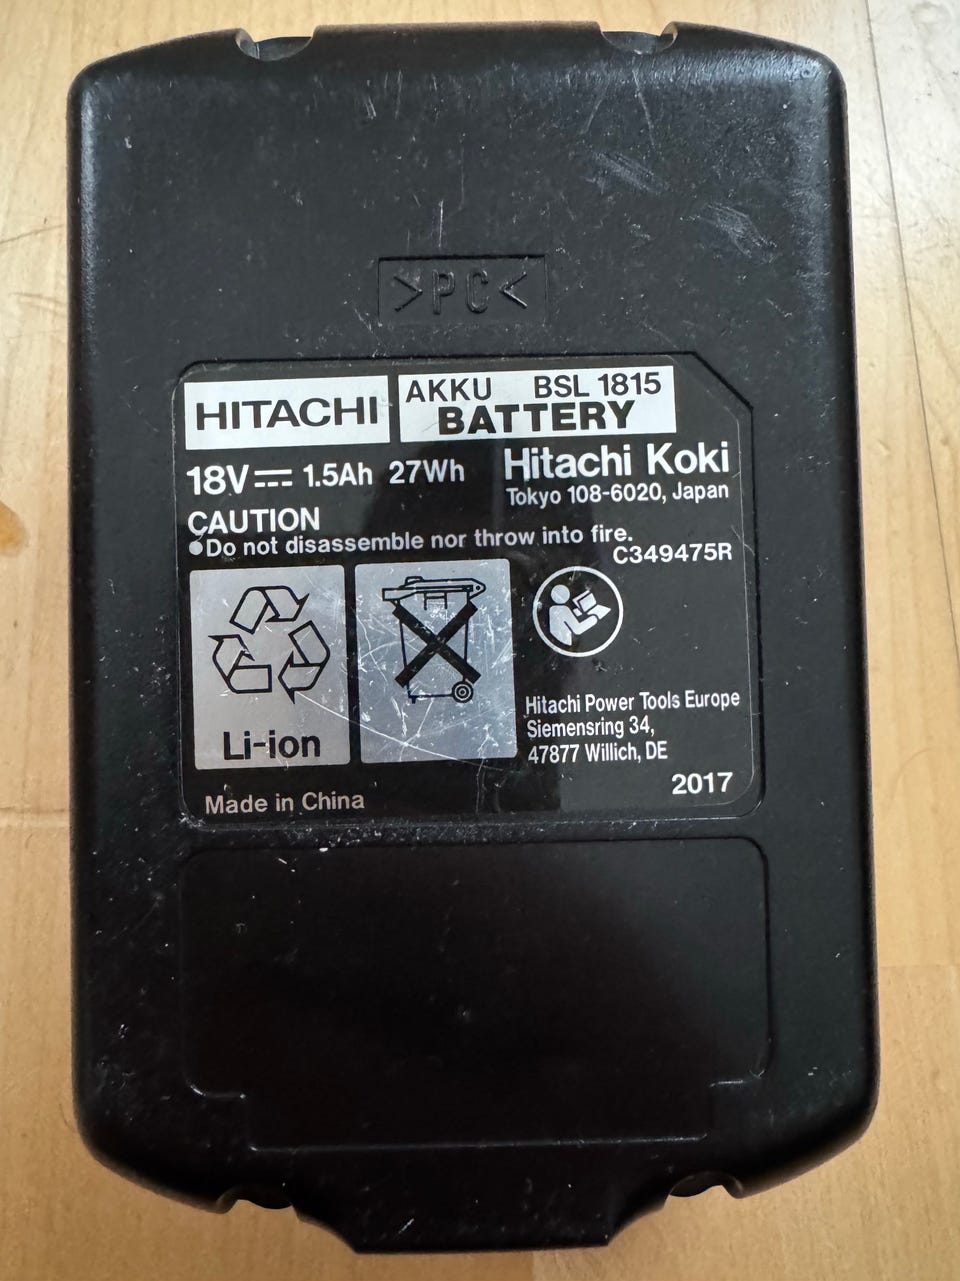 >PC<
HITACHI
AKKU BSL 1815
BATTERY
18V 1.5Ah 27Wh
Hitachi Koki
Tokyo 108-6020, Japan
CAUTION
●Do not disassemble nor throw into fire.
C349475R
Li-ion
Hitachi Power Tools Europe
Siemensring 34,
47877 Willich, DE
2017
Made in China